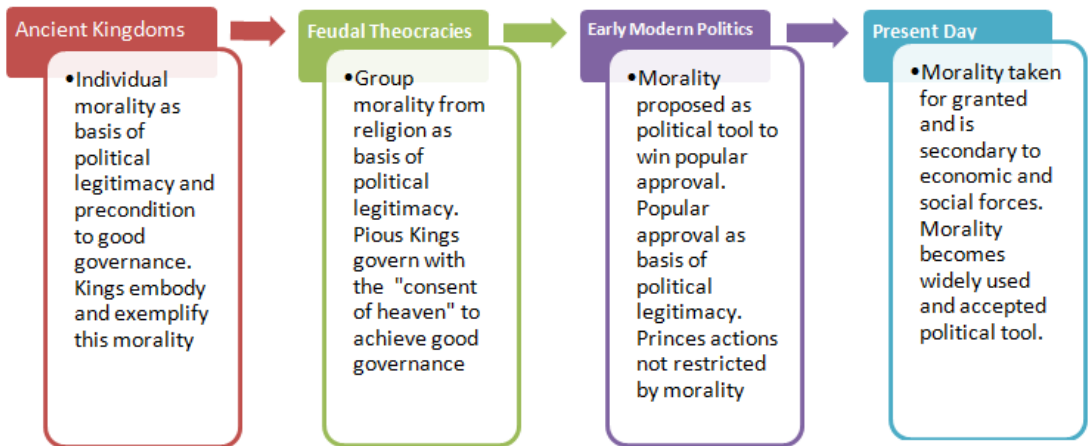 Ancient Kingdoms
•Individual
morality as
basis of
political
legitimacy and
precondition
to good
governance.
Kings embody
and exemplify
this morality
Feudal Theocracies
•Group
morality from
religion as
basis of
political
legitimacy.
Pious Kings
govern with
the "consent
of heaven" to
achieve good
governance
Early Modern Politics
•Morality
proposed as
political tool to
win popular
approval.
Popular
approval as
basis of
political
legitimacy.
Princes actions
not restricted
by morality
Present Day
•Morality taken
for granted
and is
secondary to
economic and
social forces.
Morality
becomes
widely used
and accepted
political tool.